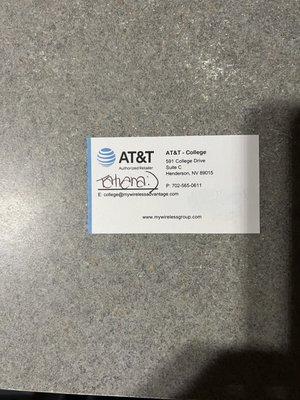 AT&T
Authorized Retailer
E: college@mywirelessadvantage.com
AT&T - College
591 College Drive
Suite C
Henderson, NV 89015
P: 702-565-0611
www.mywirelessgroup.com